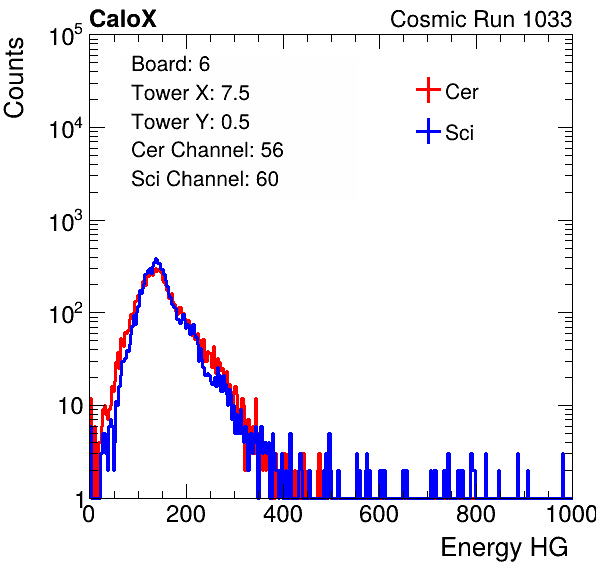 CaloX Cosmic Run 1033
Counts
10^5
10^4
10^3
10^2
10
1
Board: 6
Tower X: 7.5
Tower Y: 0.5
Cer Channel: 56
Sci Channel: 60
Cer
Sci
0 200 400 600 800 1000
Energy HG